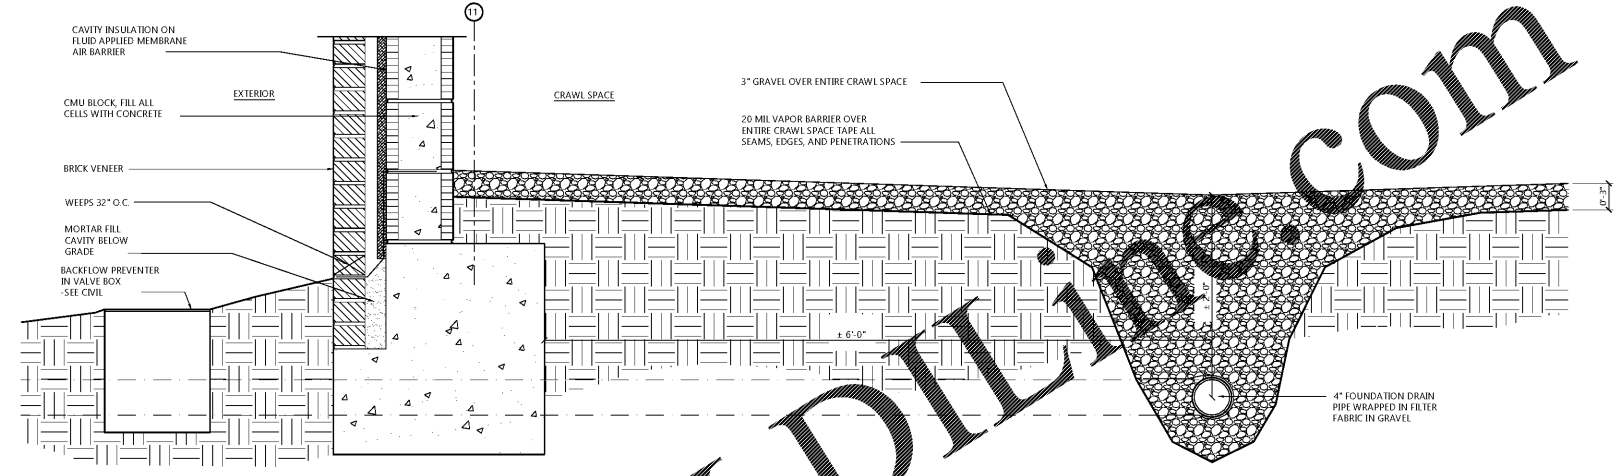 11
CAVITY INSULATION ON
FLUID APPLIED MEMBRANE
AIR BARRIER
EXTERIOR
CRAWL SPACE
CMU BLOCK, FILL ALL
CELLS WITH CONCRETE
BRICK VENEER
WEEPS 32" O.C.
MORTAR FILL
CAVITY BELOW
GRADE
BACKFLOW PREVENTER
IN VALVE BOX
-SEE CIVIL
3" GRAVEL OVER ENTIRE CRAWL SPACE
20 MIL VAPOR BARRIER OVER
ENTIRE CRAWL SPACE TAPE ALL
SEAMS, EDGES, AND PENETRATIONS
0'-3"
± 2'-0"
± 6'-0"
4" FOUNDATION DRAIN
PIPE WRAPPED IN FILTER
FABRIC IN GRAVEL
DILine.com